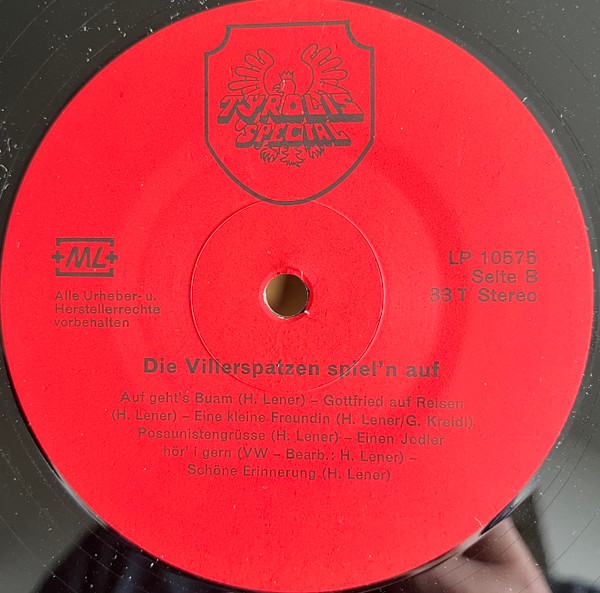 TYROLIS
SPECIAL
+ML+
Alle Urheber- u.
Herstellerrechte
vorbehalten
LP 10575
Seite B
33 T Stereo
Die Villerspatzen spiel'n auf
Auf geht's Buam (H. Lener) – Gottfried auf Reisen
(H. Lener) – Eine kleine Freundin (H. Lener/G. Kreidl)
Posaunistengrüsse (H. Lener) – Einen Jodler
hör' i gern (VW – Bearb.: H. Lener) –
Schöne Erinnerung (H. Lener)